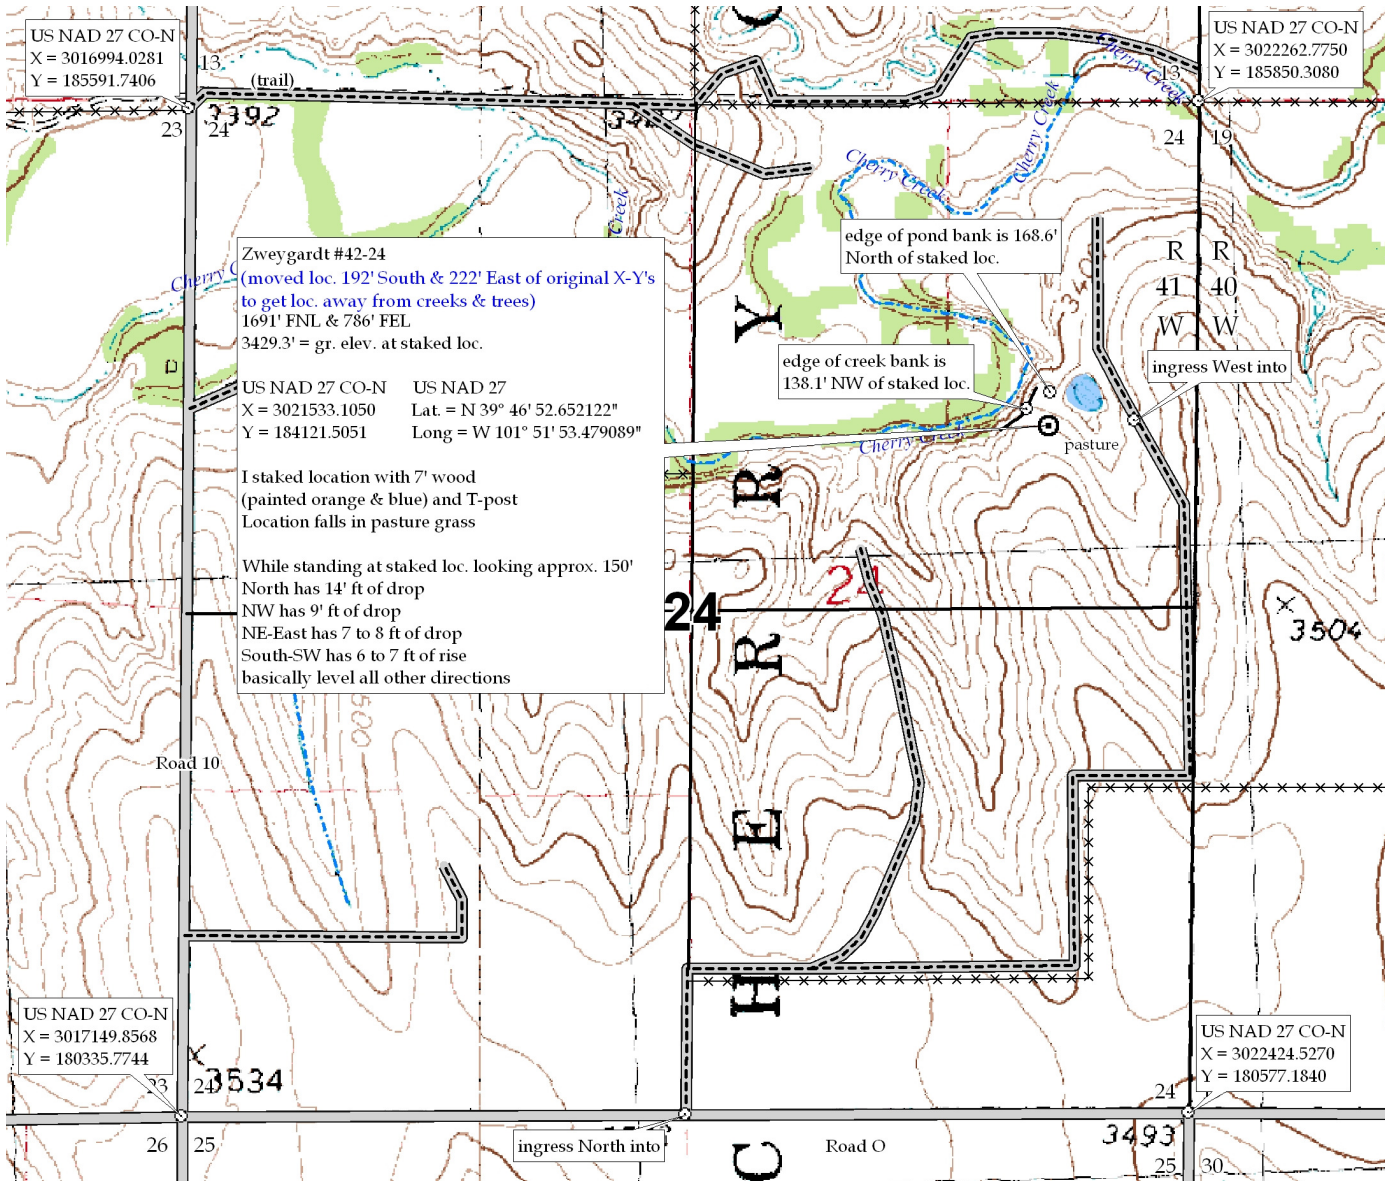 US NAD 27 CO-N
X = 3016994.0281
Y = 185591.7406
US NAD 27 CO-N
X = 3022262.7750
Y = 185850.3080
13
(trail)
13
Cherry Creek
3392
23
24
24
19
Cherry Creek
Cherry Creek
Creek
R
R
41
40
W
W
3400
edge of pond bank is 168.6'
North of staked loc.
Zweygardt #42-24
(moved loc. 192' South & 222' East of original X-Y's
to get loc. away from creeks & trees)
1691' FNL & 786' FEL
3429.3' = gr. elev. at staked loc.
US NAD 27 CO-N
X = 3021533.1050
Y = 184121.5051
US NAD 27
Lat. = N 39° 46' 52.652122"
Long = W 101° 51' 53.479089"
I staked location with 7' wood
(painted orange & blue) and T-post
Location falls in pasture grass
While standing at staked loc. looking approx. 150'
North has 14' ft of drop
NW has 9' ft of drop
NE-East has 7 to 8 ft of drop
South-SW has 6 to 7 ft of rise
basically level all other directions
edge of creek bank is
138.1' NW of staked loc.
ingress West into
Cherry Creek
pasture
C H E R R Y
24
24
3504
Road 10
US NAD 27 CO-N
X = 3017149.8568
Y = 180335.7744
US NAD 27 CO-N
X = 3022424.5270
Y = 180577.1840
23
24
3534
24
26
25
ingress North into
Road O
3493
25
30